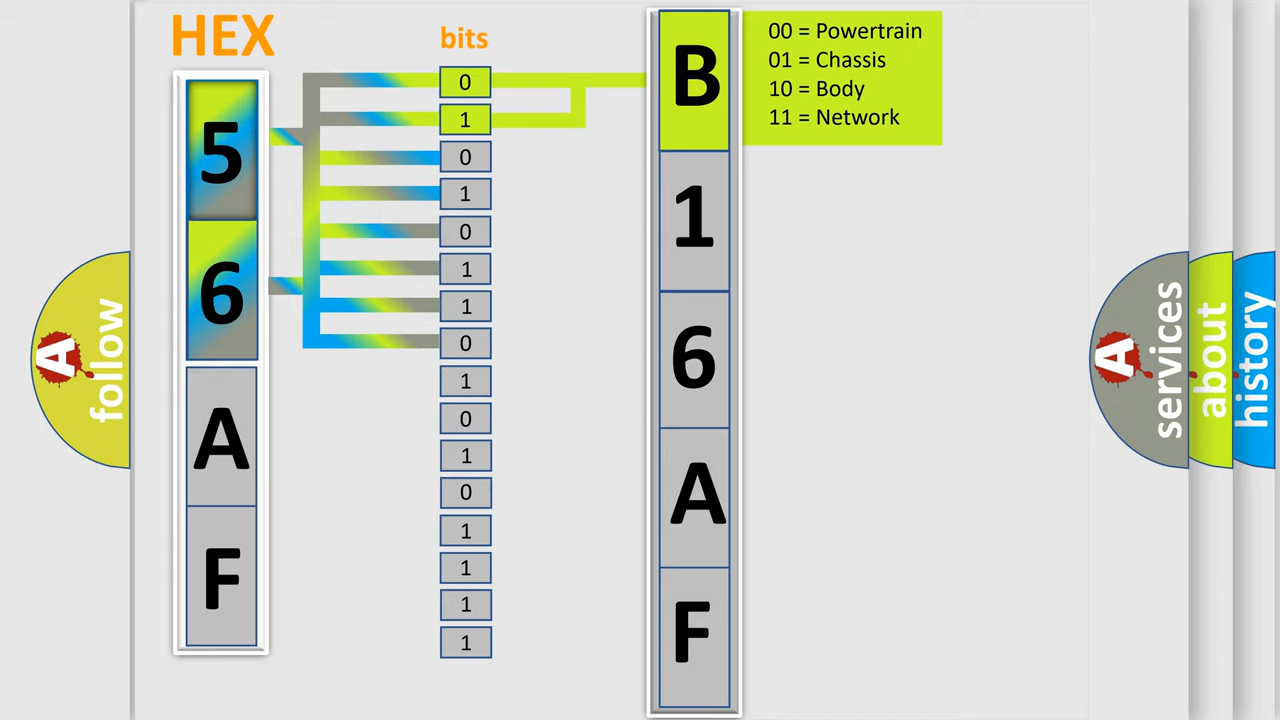 HEX
bits
5
6
A
F
0
1
0
1
0
1
1
0
1
0
1
0
1
1
1
1
B
1
6
A
F
00 = Powertrain
01 = Chassis
10 = Body
11 = Network
A
follow
A
services
about
history